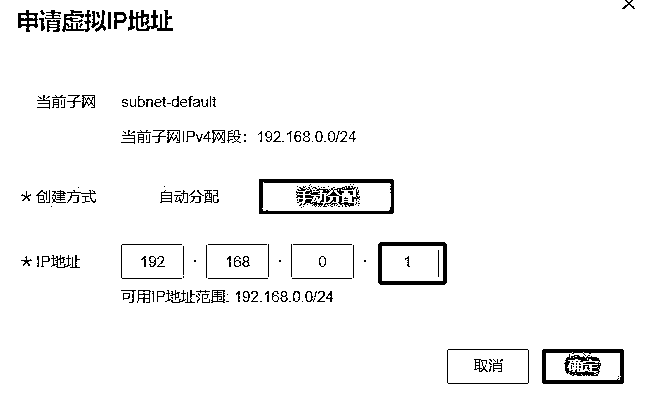 申请虚拟IP地址
当前子网 subnet-default
当前子网IPv4网段：192.168.0.0/24
* 创建方式 自动分配 手动分配
* IP地址 192 · 168 · 0 · 1
可用IP地址范围: 192.168.0.0/24
取消 确定